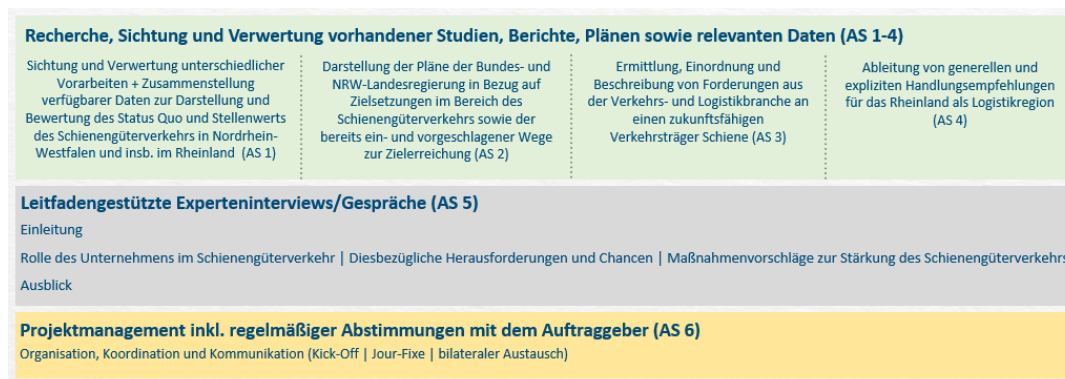 Recherche, Sichtung und Verwertung vorhandener Studien, Berichte, Plänen sowie relevanten Daten (AS 1-4)
Sichtung und Verwertung unterschiedlicher
Vorarbeiten + Zusammenstellung
verfügbarer Daten zur Darstellung und
Bewertung des Status Quo und Stellenwerts
des Schienengüterverkehrs in Nordrhein-
Westfalen und insb. im Rheinland (AS 1)
Darstellung der Pläne der Bundes- und
NRW-Landesregierung in Bezug auf
Zielsetzungen im Bereich des
Schienengüterverkehrs sowie der
bereits ein- und vorgeschlagener Wege
zur Zielerreichung (AS 2)
Ermittlung, Einordnung und
Beschreibung von Forderungen aus
der Verkehrs- und Logistikbranche an
einen zukunftsfähigen
Verkehrsträger Schiene (AS 3)
Ableitung von generellen und
expliziten Handlungsempfehlungen
für das Rheinland als Logistikregion
(AS 4)
Leitfadengestützte Experteninterviews/Gespräche (AS 5)
Einleitung
Rolle des Unternehmens im Schienengüterverkehr | Diesbezügliche Herausforderungen und Chancen | Maßnahmenvorschläge zur Stärkung des Schienengüterverkehrs
Ausblick
Projektmanagement inkl. regelmäßiger Abstimmungen mit dem Auftraggeber (AS 6)
Organisation, Koordination und Kommunikation (Kick-Off | Jour-Fixe | bilateraler Austausch)